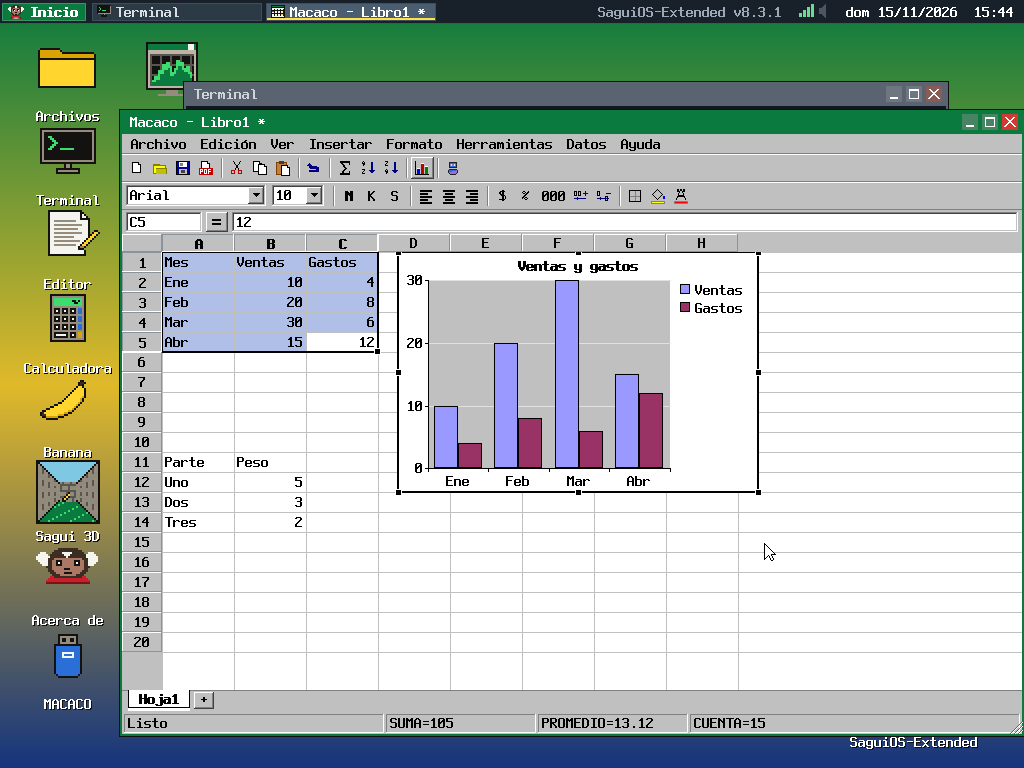 Inicio Terminal Macaco - Libro1 * SaguiOS-Extended v8.3.1 dom 15/11/2026 15:44
Archivos
Terminal
Editor
Calculadora
Banana
Sagui 3D
Acerca de
MACACO
Terminal
Macaco - Libro1 *
Archivo Edición Ver Insertar Formato Herramientas Datos Ayuda
PDF
Arial 10 N K S $ % 000
C5 = 12
A B C D E F G H
1 Mes Ventas Gastos
2 Ene 10 4
3 Feb 20 8
4 Mar 30 6
5 Abr 15 12
6
7
8
9
10
11 Parte Peso
12 Uno 5
13 Dos 3
14 Tres 2
15
16
17
18
19
20
Ventas y gastos
30
20
10
0
Ene Feb Mar Abr
Ventas
Gastos
Hoja1 +
Listo SUMA=105 PROMEDIO=13.12 CUENTA=15
SaguiOS-Extended